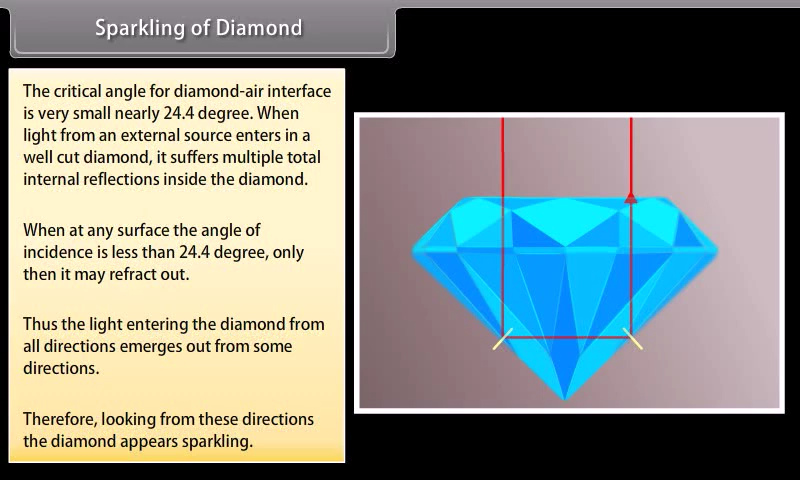 Sparkling of Diamond
The critical angle for diamond-air interface
is very small nearly 24.4 degree. When
light from an external source enters in a
well cut diamond, it suffers multiple total
internal reflections inside the diamond.
When at any surface the angle of
incidence is less than 24.4 degree, only
then it may refract out.
Thus the light entering the diamond from
all directions emerges out from some
directions.
Therefore, looking from these directions
the diamond appears sparkling.